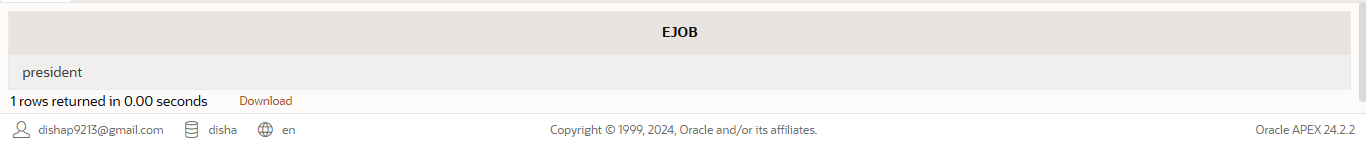 EJOB
president
1 rows returned in 0.00 seconds Download
dishap9213@gmail.com disha en Copyright © 1999, 2024, Oracle and/or its affiliates. Oracle APEX 24.2.2